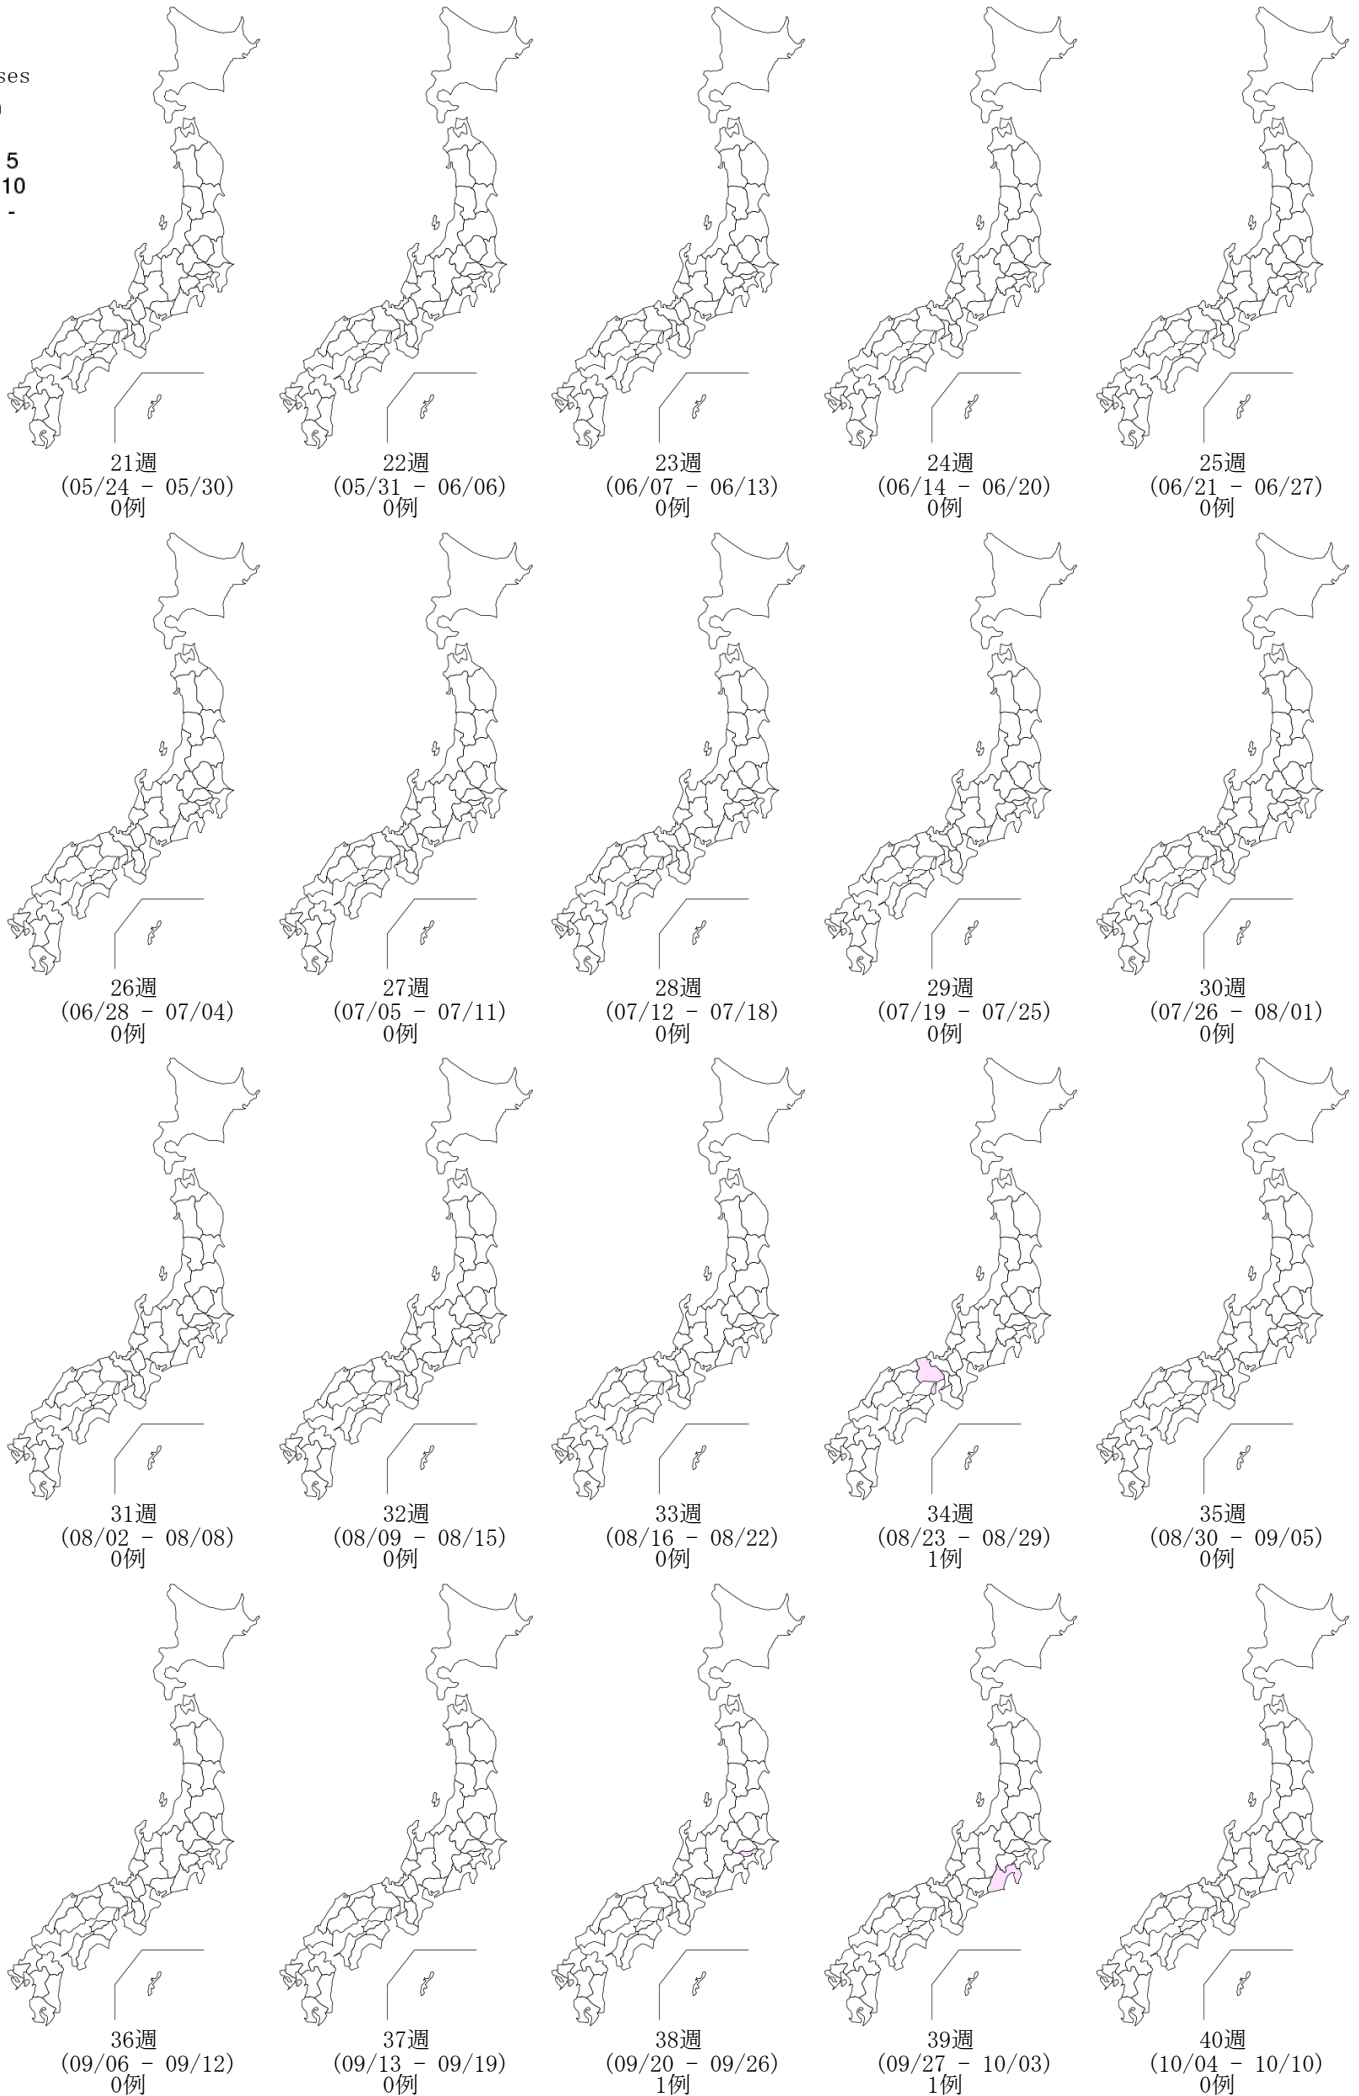 ses
5
10
-
21週
(05/24 - 05/30)
0例
22週
(05/31 - 06/06)
0例
23週
(06/07 - 06/13)
0例
24週
(06/14 - 06/20)
0例
25週
(06/21 - 06/27)
0例
26週
(06/28 - 07/04)
0例
27週
(07/05 - 07/11)
0例
28週
(07/12 - 07/18)
0例
29週
(07/19 - 07/25)
0例
30週
(07/26 - 08/01)
0例
31週
(08/02 - 08/08)
0例
32週
(08/09 - 08/15)
0例
33週
(08/16 - 08/22)
0例
34週
(08/23 - 08/29)
1例
35週
(08/30 - 09/05)
0例
36週
(09/06 - 09/12)
0例
37週
(09/13 - 09/19)
0例
38週
(09/20 - 09/26)
1例
39週
(09/27 - 10/03)
1例
40週
(10/04 - 10/10)
0例